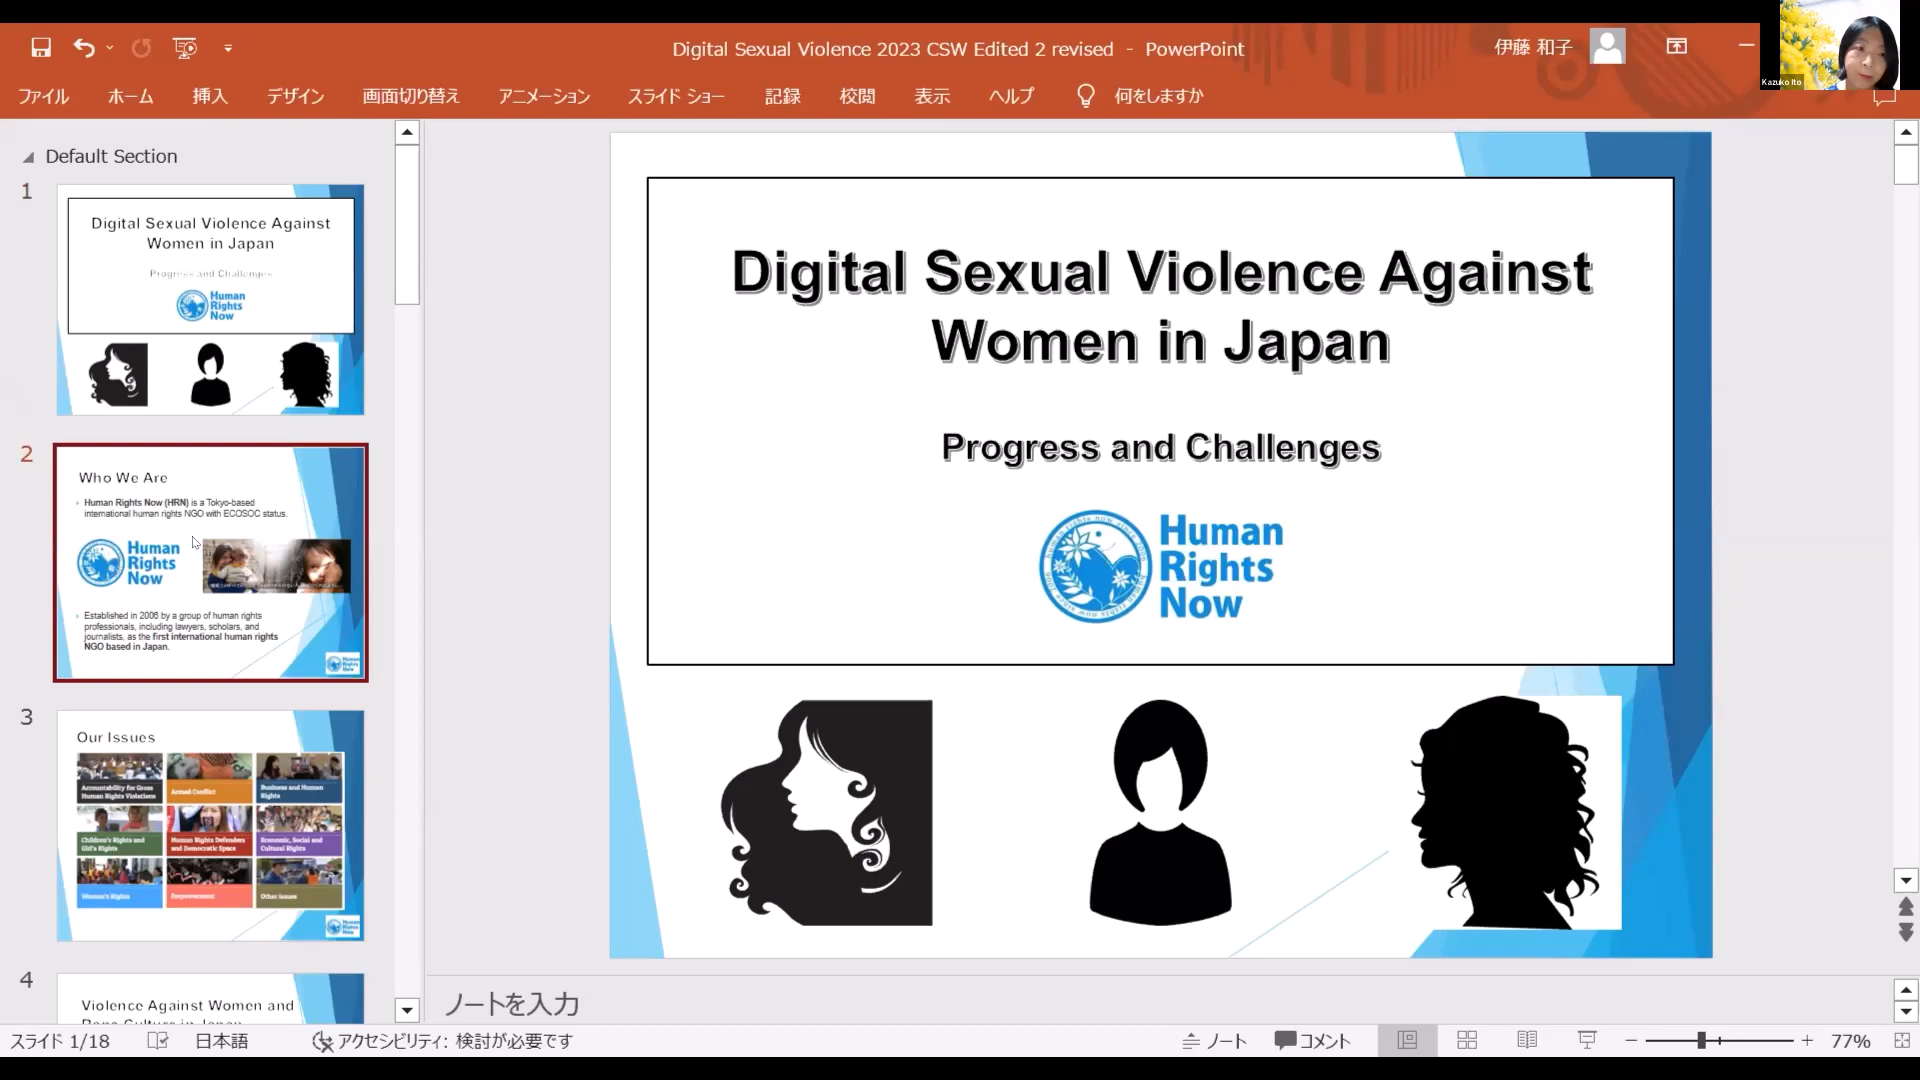 Digital Sexual Violence 2023 CSW Edited 2 revised - PowerPoint
伊藤 和子
Kazuko Ito
ファイル ホーム 挿入 デザイン 画面切り替え アニメーション スライド ショー 記録 校閲 表示 ヘルプ 何をしますか
Default Section
1
Digital Sexual Violence Against
Women in Japan
Progress and Challenges
Human
Rights
Now
2
Who We Are
Human Rights Now (HRN) is a Tokyo-based
international human rights NGO with ECOSOC status.
Human
Rights
Now
Established in 2006 by a group of human rights
professionals, including lawyers, scholars, and
journalists, as the first international human rights
NGO based in Japan.
Human
Rights
Now
3
Our Issues
Accountability for Gross
Human Rights Violations
Armed Conflict
Business and Human
Rights
Children's Rights and
Girl's Rights
Human Rights Defenders
and Democratic Space
Economic, Social and
Cultural Rights
Women's Rights
Empowerment
Other issues
Human
Rights
Now
4
Violence Against Women and
Rape Culture in Japan
Digital Sexual Violence Against
Women in Japan
Progress and Challenges
Human
Rights
Now
ノートを入力
スライド 1/18 日本語 アクセシビリティ: 検討が必要です ノート コメント 77%